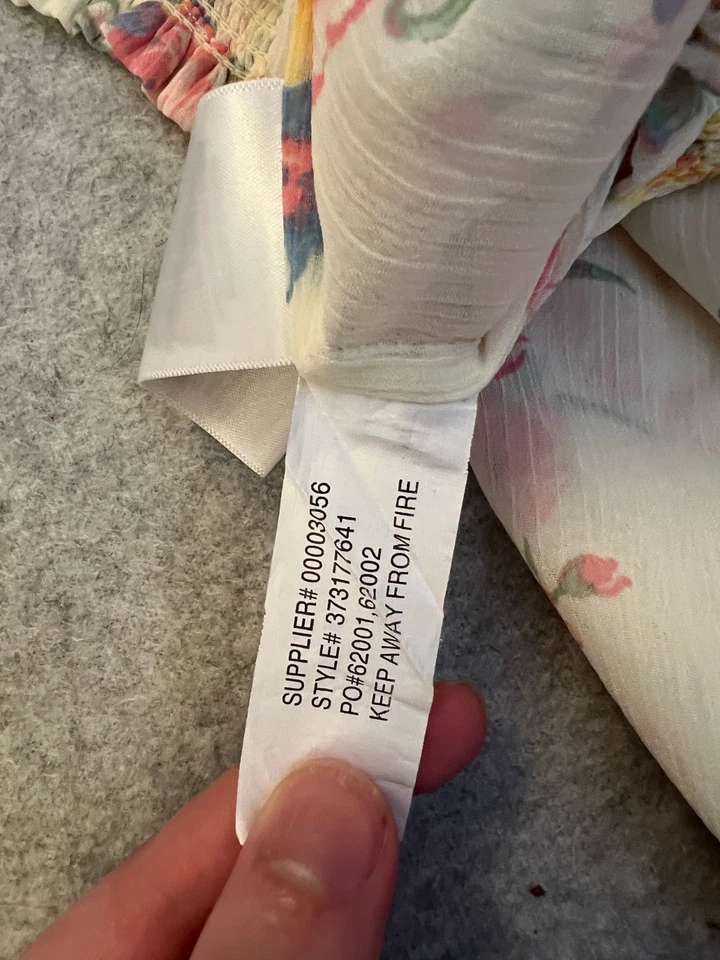 SUPPLIER# 00003056
STYLE# 373177641
PO#62001,62002
KEEP AWAY FROM FIRE